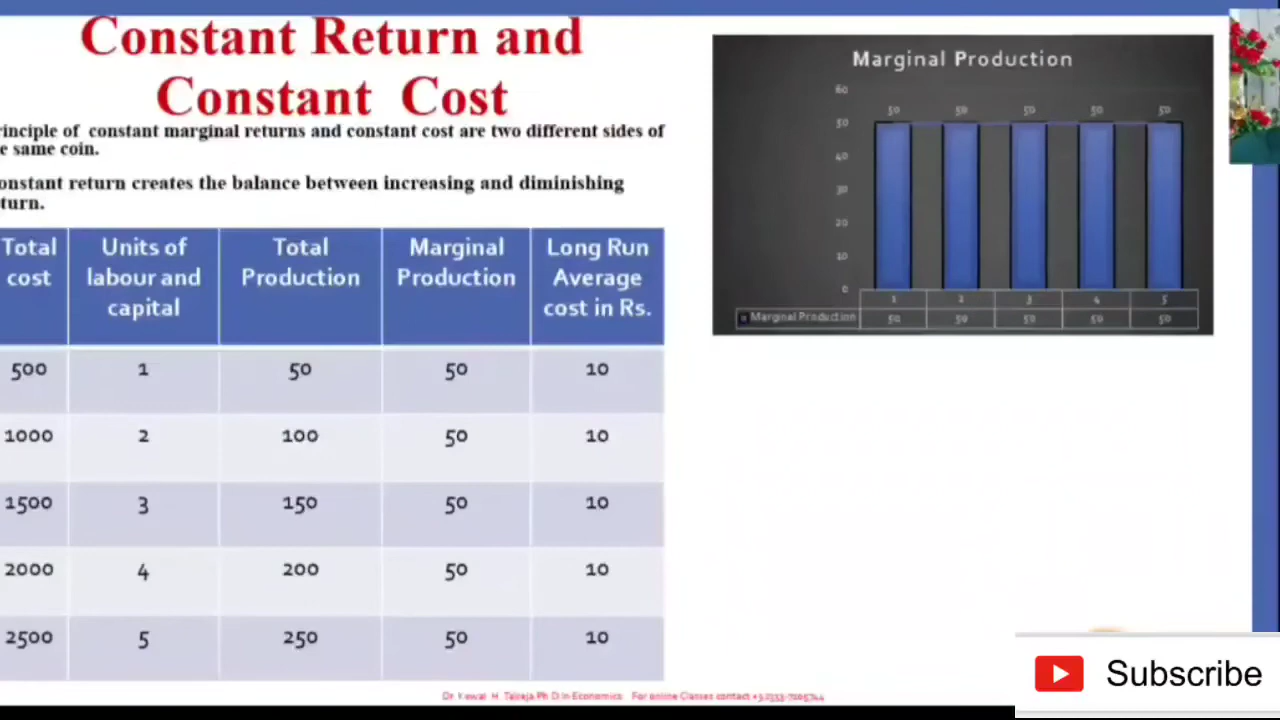 Constant Return and
Constant Cost
rinciple of constant marginal returns and constant cost are two different sides of
e same coin.
onstant return creates the balance between increasing and diminishing
turn.
Total cost Units of labour and capital Total Production Marginal Production Long Run Average cost in Rs.
500 1 50 50 10
1000 2 100 50 10
1500 3 150 50 10
2000 4 200 50 10
2500 5 250 50 10
Marginal Production
60
50 50 50 50 50
50
40
30
20
10
0
1 2 3 4 5
Marginal Production 50 50 50 50 50
Ph D In Economics For online Classes contact
Subscribe